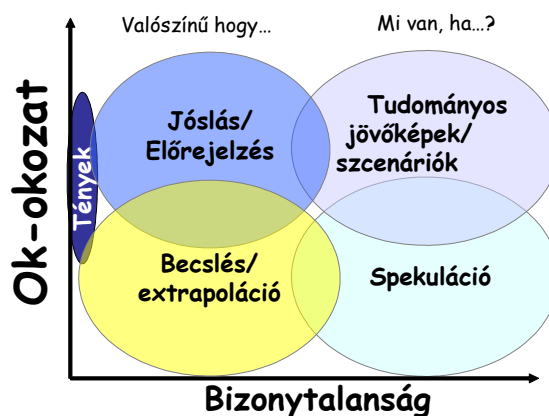 Valószínű hogy…
Mi van, ha…?
Ok-okozat
Tények
Jóslás/
Előrejelzés
Tudományos
jövőképek/
szcenáriók
Becslés/
extrapoláció
Spekuláció
Bizonytalanság